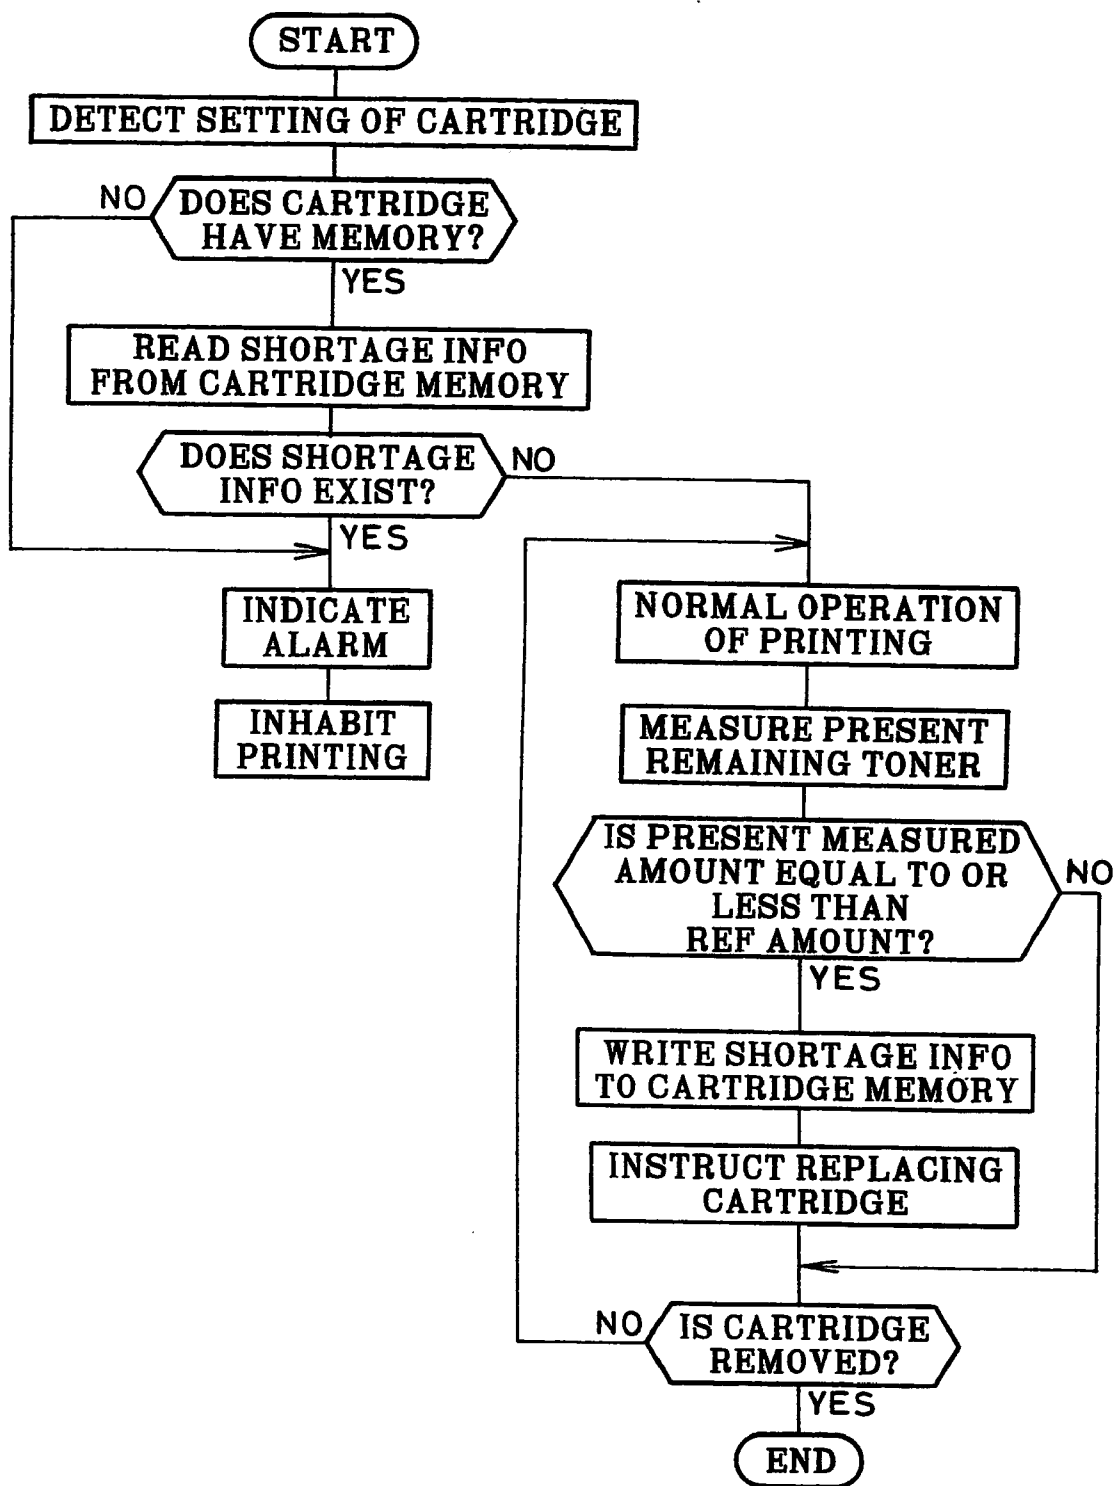 START
DETECT SETTING OF CARTRIDGE
NO
DOES CARTRIDGE
HAVE MEMORY?
YES
READ SHORTAGE INFO
FROM CARTRIDGE MEMORY
DOES SHORTAGE
INFO EXIST?
NO
YES
INDICATE
ALARM
INHABIT
PRINTING
NORMAL OPERATION
OF PRINTING
MEASURE PRESENT
REMAINING TONER
IS PRESENT MEASURED
AMOUNT EQUAL TO OR
LESS THAN
REF AMOUNT?
NO
YES
WRITE SHORTAGE INFO
TO CARTRIDGE MEMORY
INSTRUCT REPLACING
CARTRIDGE
NO
IS CARTRIDGE
REMOVED?
YES
END